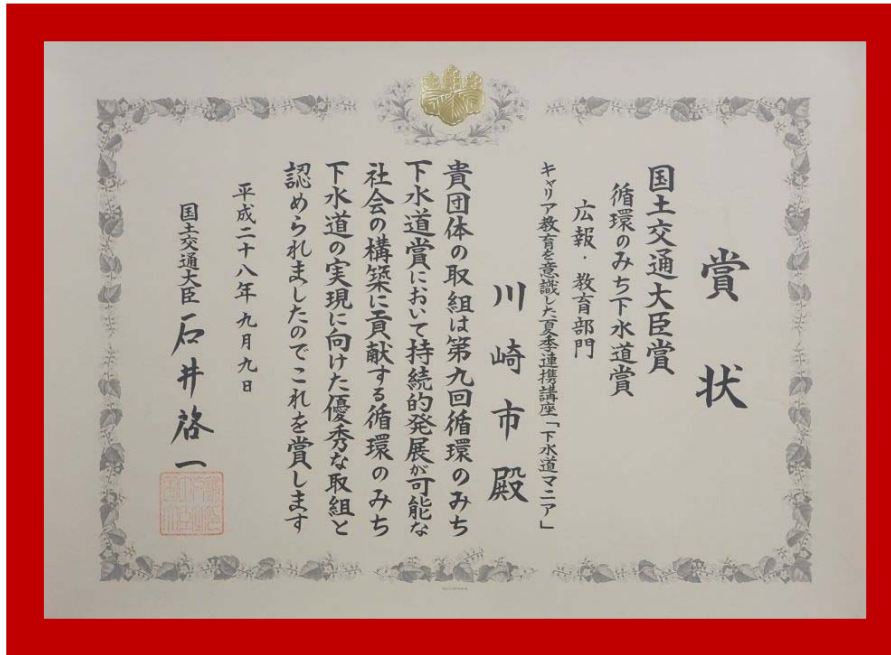 賞状
国土交通大臣賞
循環のみち下水道賞
広報・教育部門
キャリア教育を意識した夏季連携講座「下水道マニア」
川崎市殿
貴団体の取組は第九回循環のみち
下水道賞において持続的発展が可能な
社会の構築に貢献する循環のみち
下水道の実現に向けた優秀な取組と
認められましたのでこれを賞します
平成二十八年九月九日
国土交通大臣 石井啓一